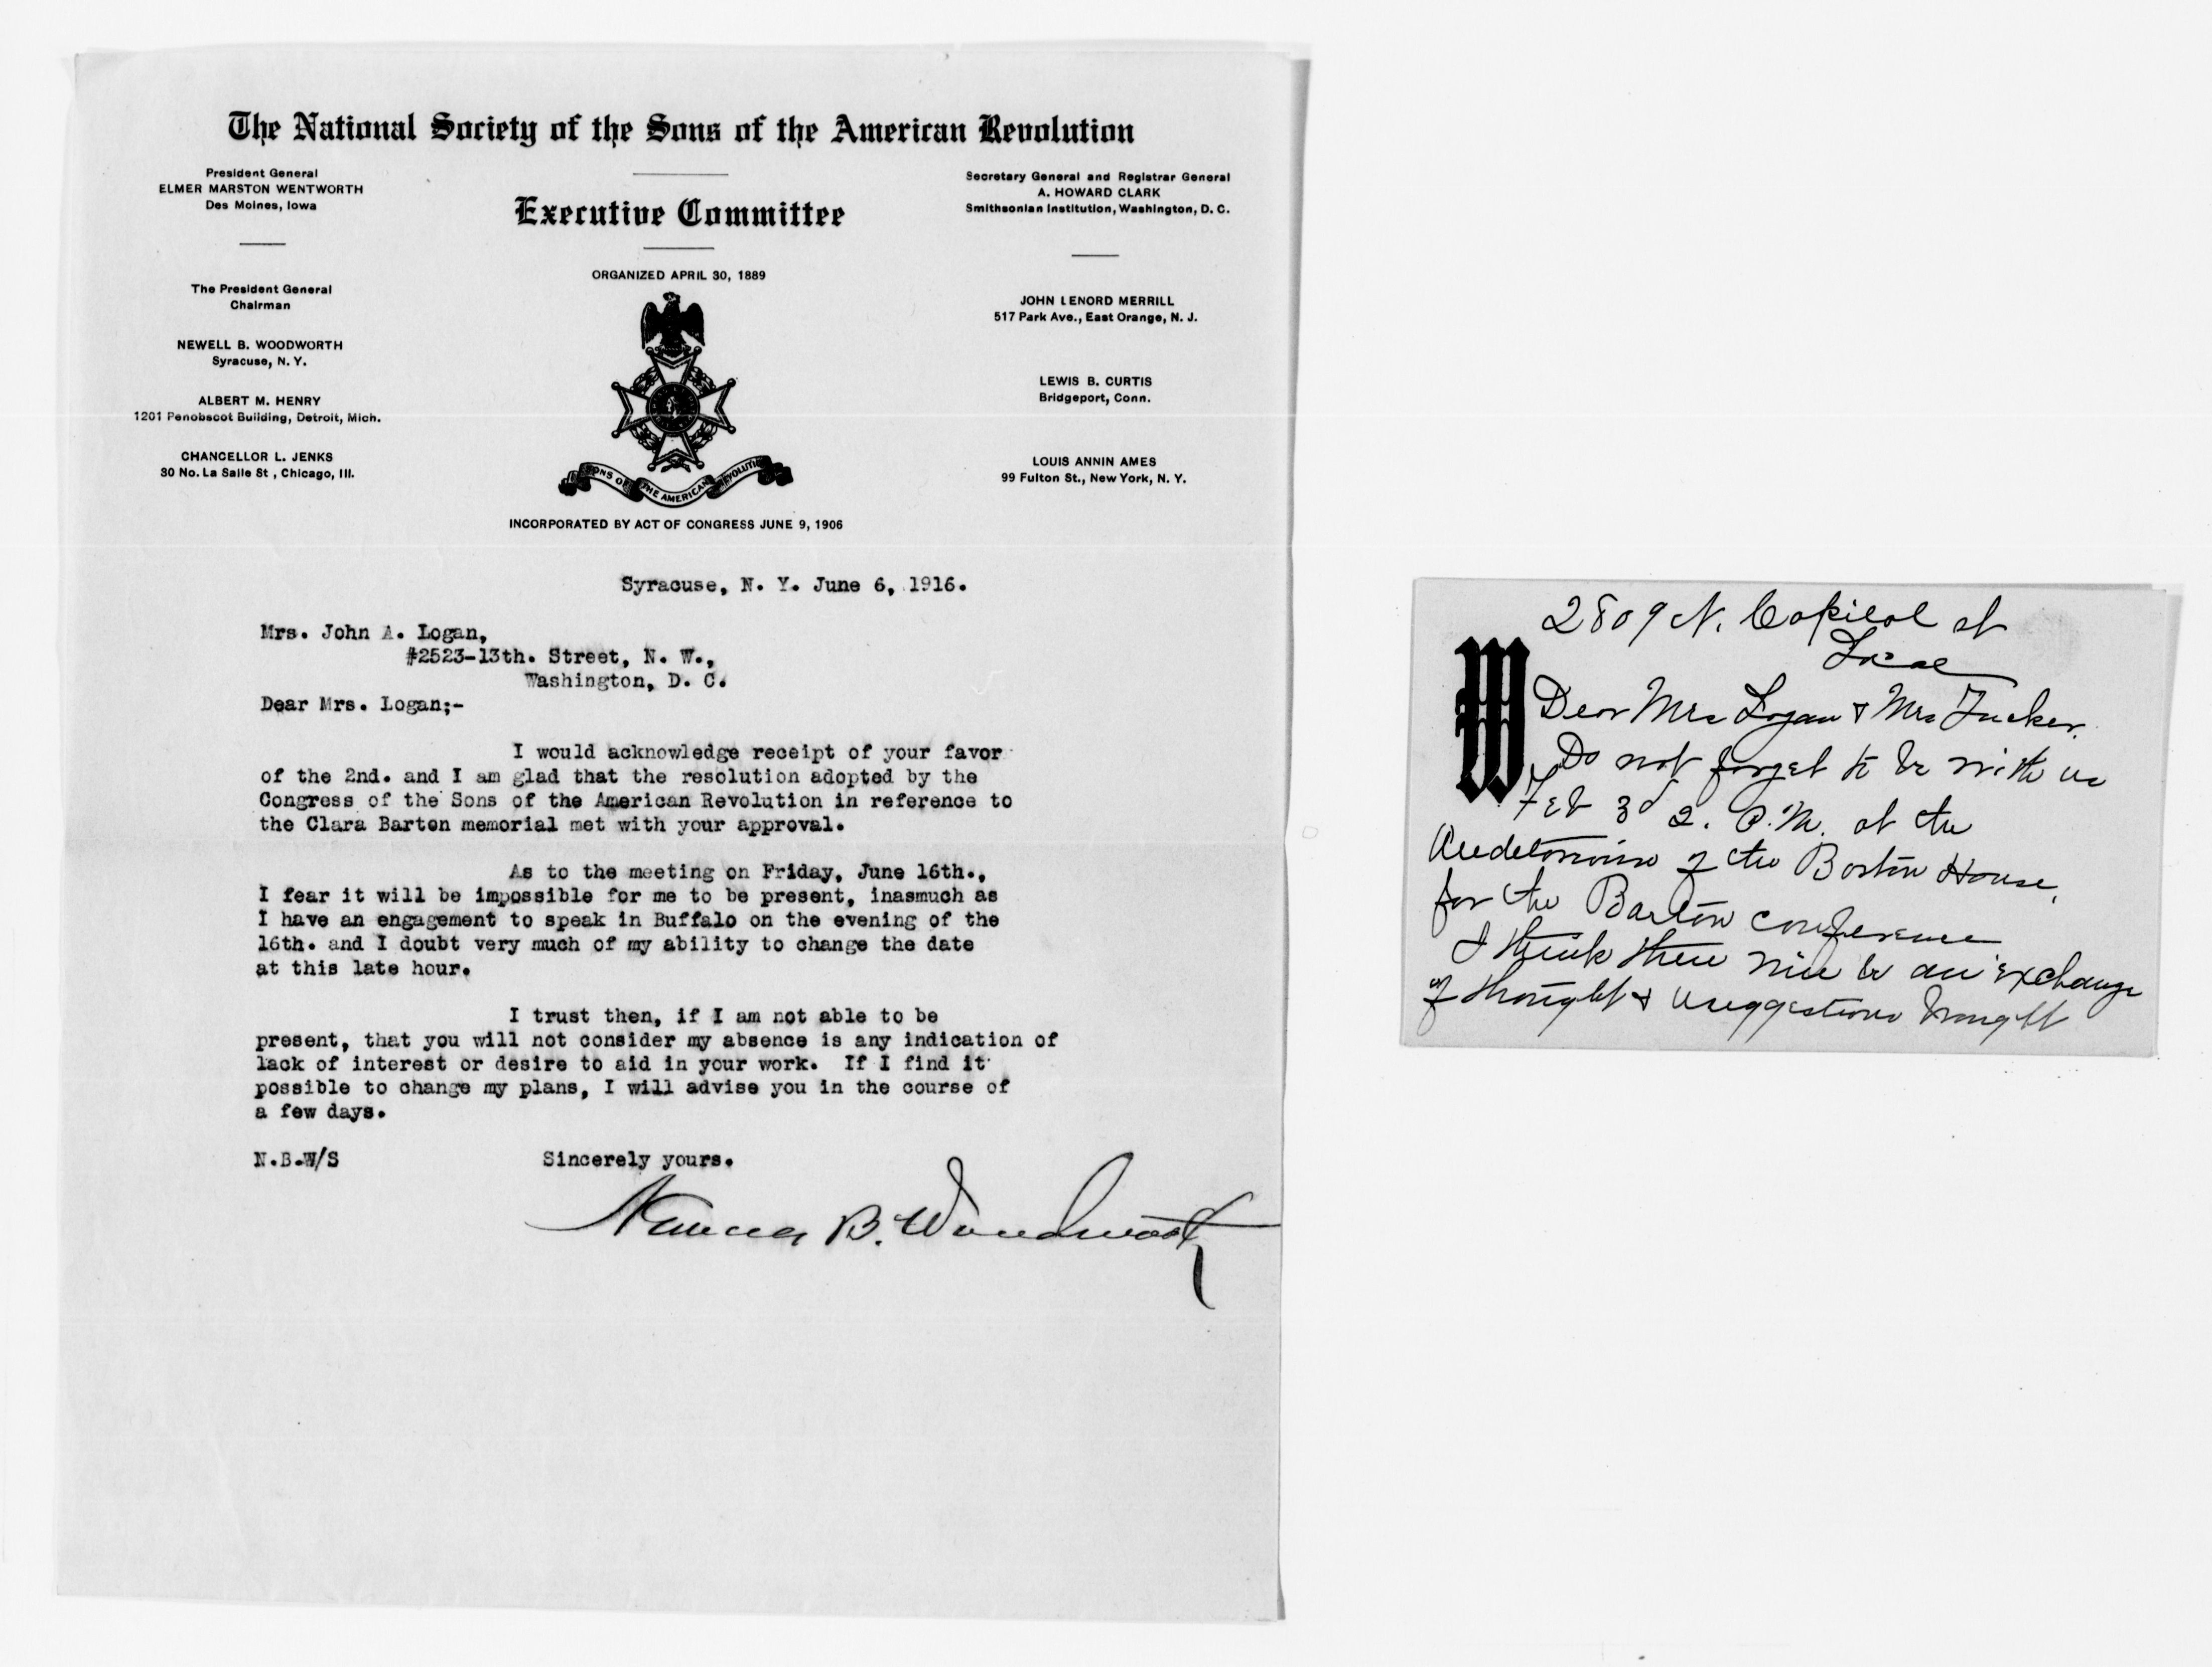 The National Society of the Sons of the American Revolution
President General
ELMER MARSTON WENTWORTH
Des Moines, Iowa
The President General
Chairman
NEWELL B. WOODWORTH
Syracuse, N. Y.
ALBERT M. HENRY
1201 Penobscot Building, Detroit, Mich.
CHANCELLOR L. JENKS
30 No. La Salle St , Chicago, Ill.
Executive Committee
ORGANIZED APRIL 30, 1889
SONS OF THE AMERICAN REVOLUTI
INCORPORATED BY ACT OF CONGRESS JUNE 9, 1906
Secretary General and Registrar General
A. HOWARD CLARK
Smithsonian Institution, Washington, D. C.
JOHN LENORD MERRILL
517 Park Ave., East Orange, N. J.
LEWIS B. CURTIS
Bridgeport, Conn.
LOUIS ANNIN AMES
99 Fulton St., New York, N. Y.
Syracuse, N. Y. June 6, 1916.
Mrs. John A. Logan,
#2523-13th. Street, N. W.,
Washington, D. C.
Dear Mrs. Logan;-
I would acknowledge receipt of your favor
of the 2nd. and I am glad that the resolution adopted by the
Congress of the Sons of the American Revolution in reference to
the Clara Barton memorial met with your approval.
As to the meeting on Friday, June 16th.,
I fear it will be impossible for me to be present, inasmuch as
I have an engagement to speak in Buffalo on the evening of the
16th. and I doubt very much of my ability to change the date
at this late hour.
I trust then, if I am not able to be
present, that you will not consider my absence is any indication of
lack of interest or desire to aid in your work. If I find it
possible to change my plans, I will advise you in the course of
a few days.
N.B.W/S Sincerely yours.
B. Woodworth
2809 N. Capitol st
W
Dear Mrs Logan & Mrs Tucker.
Do not forget to be with us
Feb 3d 2. P.M. at the
Auditorium of the Boston House,
for the Barton conference
I think there will be an exchange
of thought & suggestions brought